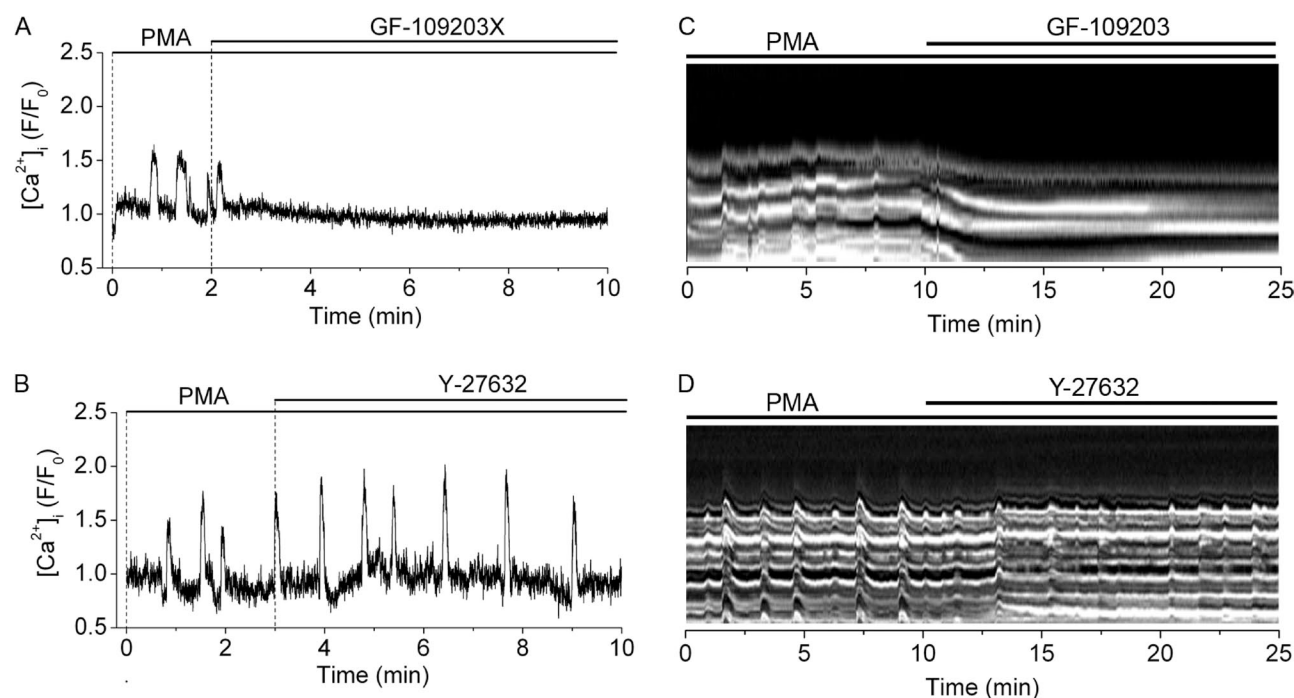 A
PMA
GF-109203X
2.5
2.0
1.5
1.0
0.5
[Ca²⁺]ᵢ (F/F₀)
0 2 4 6 8 10
Time (min)
C
PMA
GF-109203
0 5 10 15 20 25
Time (min)
B
PMA
Y-27632
2.5
2.0
1.5
1.0
0.5
[Ca²⁺]ᵢ (F/F₀)
0 2 4 6 8 10
Time (min)
D
PMA
Y-27632
0 5 10 15 20 25
Time (min)